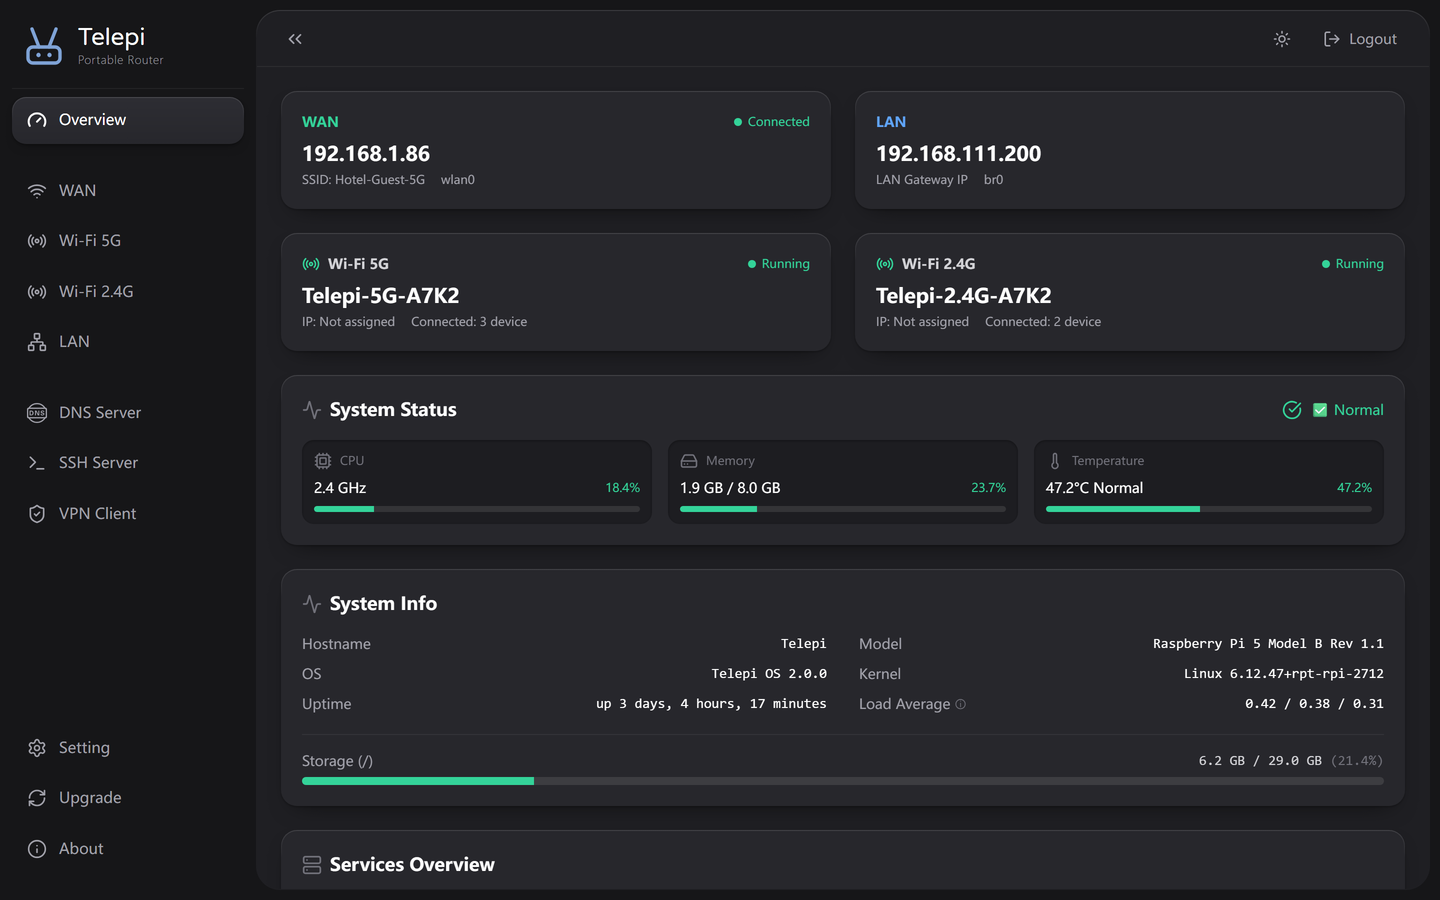 Telepi
Portable Router
Overview
WAN
Wi-Fi 5G
Wi-Fi 2.4G
LAN
DNS Server
SSH Server
VPN Client
Setting
Upgrade
About
Logout
WAN
Connected
192.168.1.86
SSID: Hotel-Guest-5G wlan0
LAN
192.168.111.200
LAN Gateway IP br0
Wi-Fi 5G
Running
Telepi-5G-A7K2
IP: Not assigned Connected: 3 device
Wi-Fi 2.4G
Running
Telepi-2.4G-A7K2
IP: Not assigned Connected: 2 device
System Status
Normal
CPU
2.4 GHz 18.4%
Memory
1.9 GB / 8.0 GB 23.7%
Temperature
47.2°C Normal 47.2%
System Info
Hostname Telepi
Model Raspberry Pi 5 Model B Rev 1.1
OS Telepi OS 2.0.0
Kernel Linux 6.12.47+rpt-rpi-2712
Uptime up 3 days, 4 hours, 17 minutes
Load Average 0.42 / 0.38 / 0.31
Storage (/) 6.2 GB / 29.0 GB (21.4%)
Services Overview